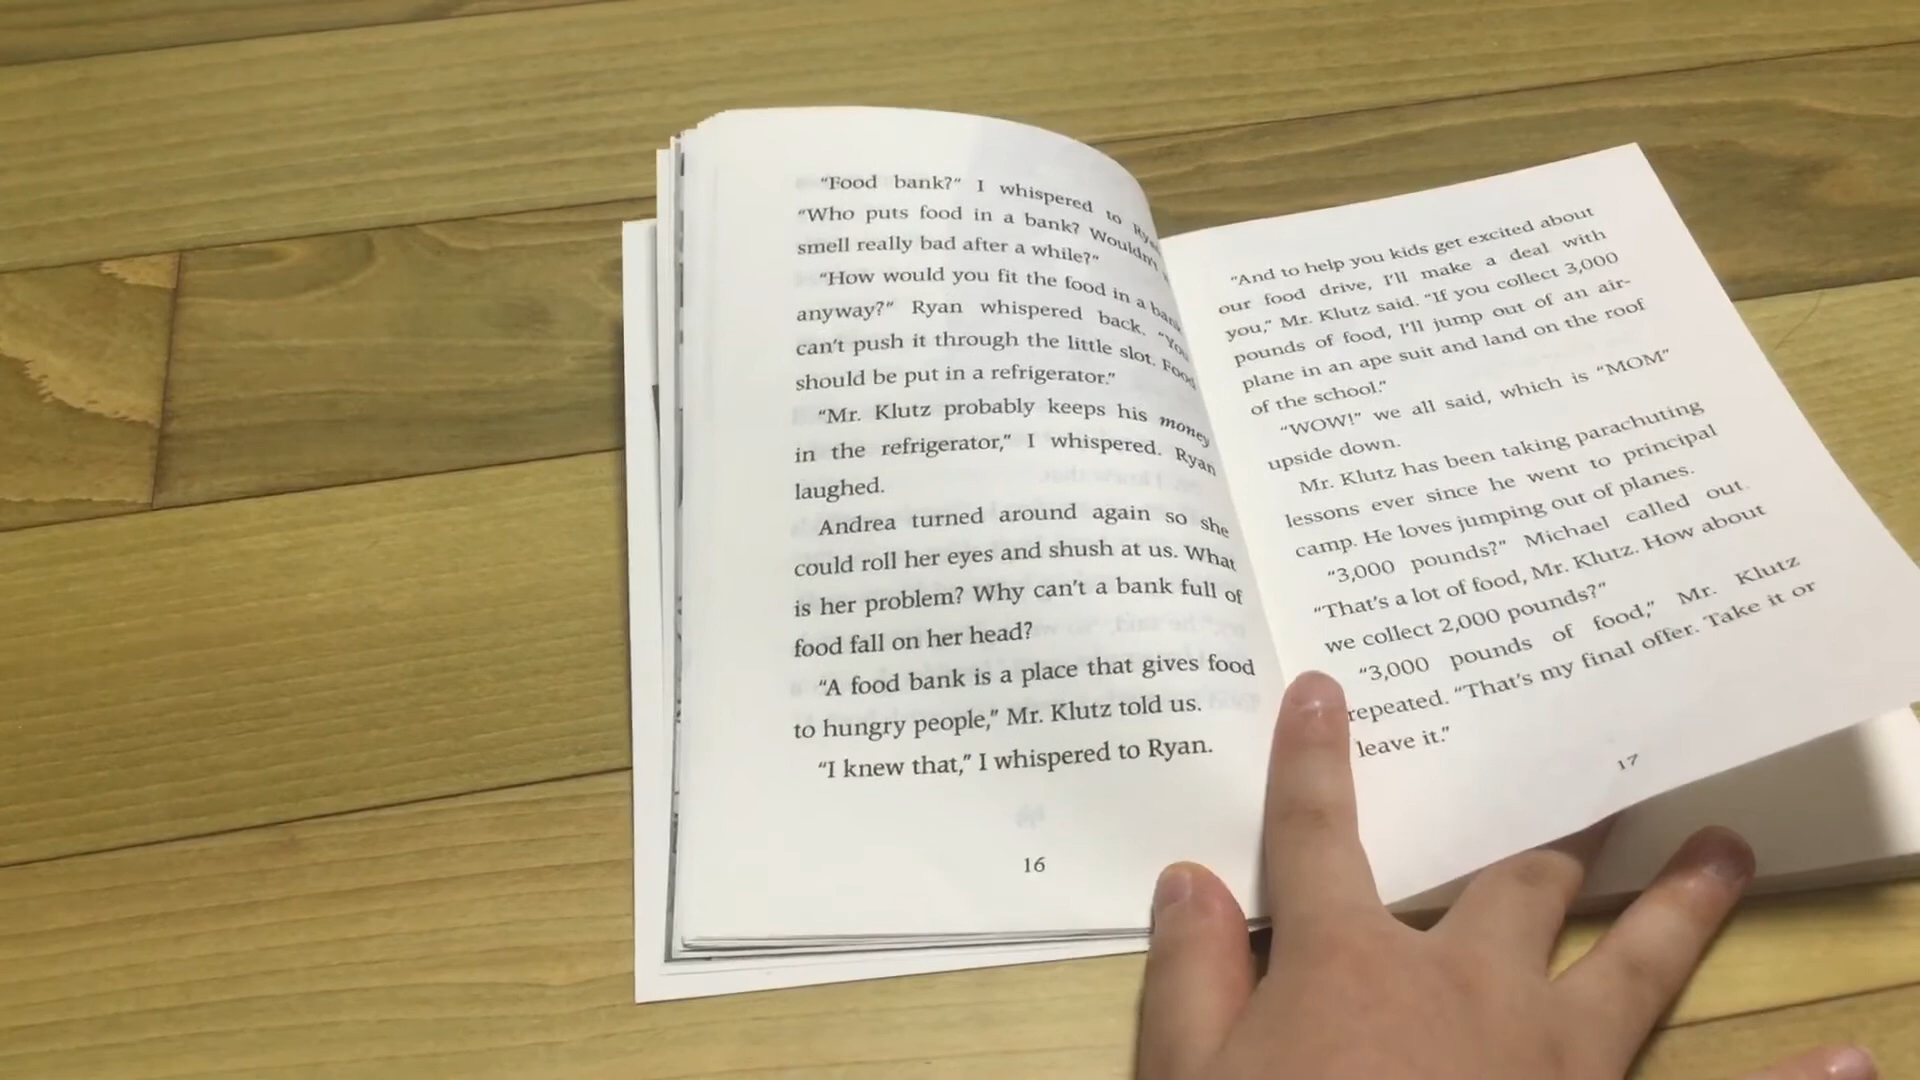 “Food bank?” I whispered to Rya
“Who puts food in a bank? Wouldn’t
smell really bad after a while?”
“How would you fit the food in a bank
anyway?” Ryan whispered back. “You
can’t push it through the little slot. Food
should be put in a refrigerator.”
“Mr. Klutz probably keeps his money
in the refrigerator,” I whispered. Ryan
laughed.
Andrea turned around again so she
could roll her eyes and shush at us. What
is her problem? Why can’t a bank full of
food fall on her head?
“A food bank is a place that gives food
to hungry people,” Mr. Klutz told us.
“I knew that,” I whispered to Ryan.
16
“And to help you kids get excited about
our food drive, I’ll make a deal with
you,” Mr. Klutz said. “If you collect 3,000
pounds of food, I’ll jump out of an air-
plane in an ape suit and land on the roof
of the school.”
“WOW!” we all said, which is “MOM”
upside down.
Mr. Klutz has been taking parachuting
lessons ever since he went to principal
camp. He loves jumping out of planes.
“3,000 pounds?” Michael called out.
“That’s a lot of food, Mr. Klutz. How about
we collect 2,000 pounds?”
“3,000 pounds of food,” Mr. Klutz
repeated. “That’s my final offer. Take it or
leave it.”
17